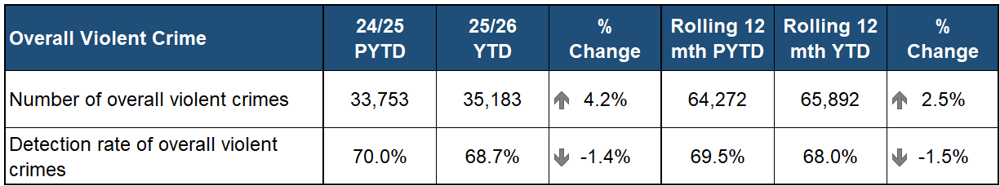 Overall Violent Crime 24/25 PYTD 25/26 YTD % Change Rolling 12 mth PYTD Rolling 12 mth YTD % Change
Number of overall violent crimes 33,753 35,183 4.2% 64,272 65,892 2.5%
Detection rate of overall violent crimes 70.0% 68.7% -1.4% 69.5% 68.0% -1.5%